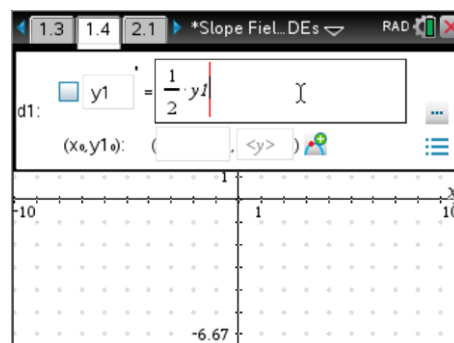 1.3 1.4 2.1 *Slope Fiel...DEs RAD
d1: y1 ' = 1/2 · y1
...
(x₀,y1₀): ( , <y> )
1 x
-10 1 10
-6.67